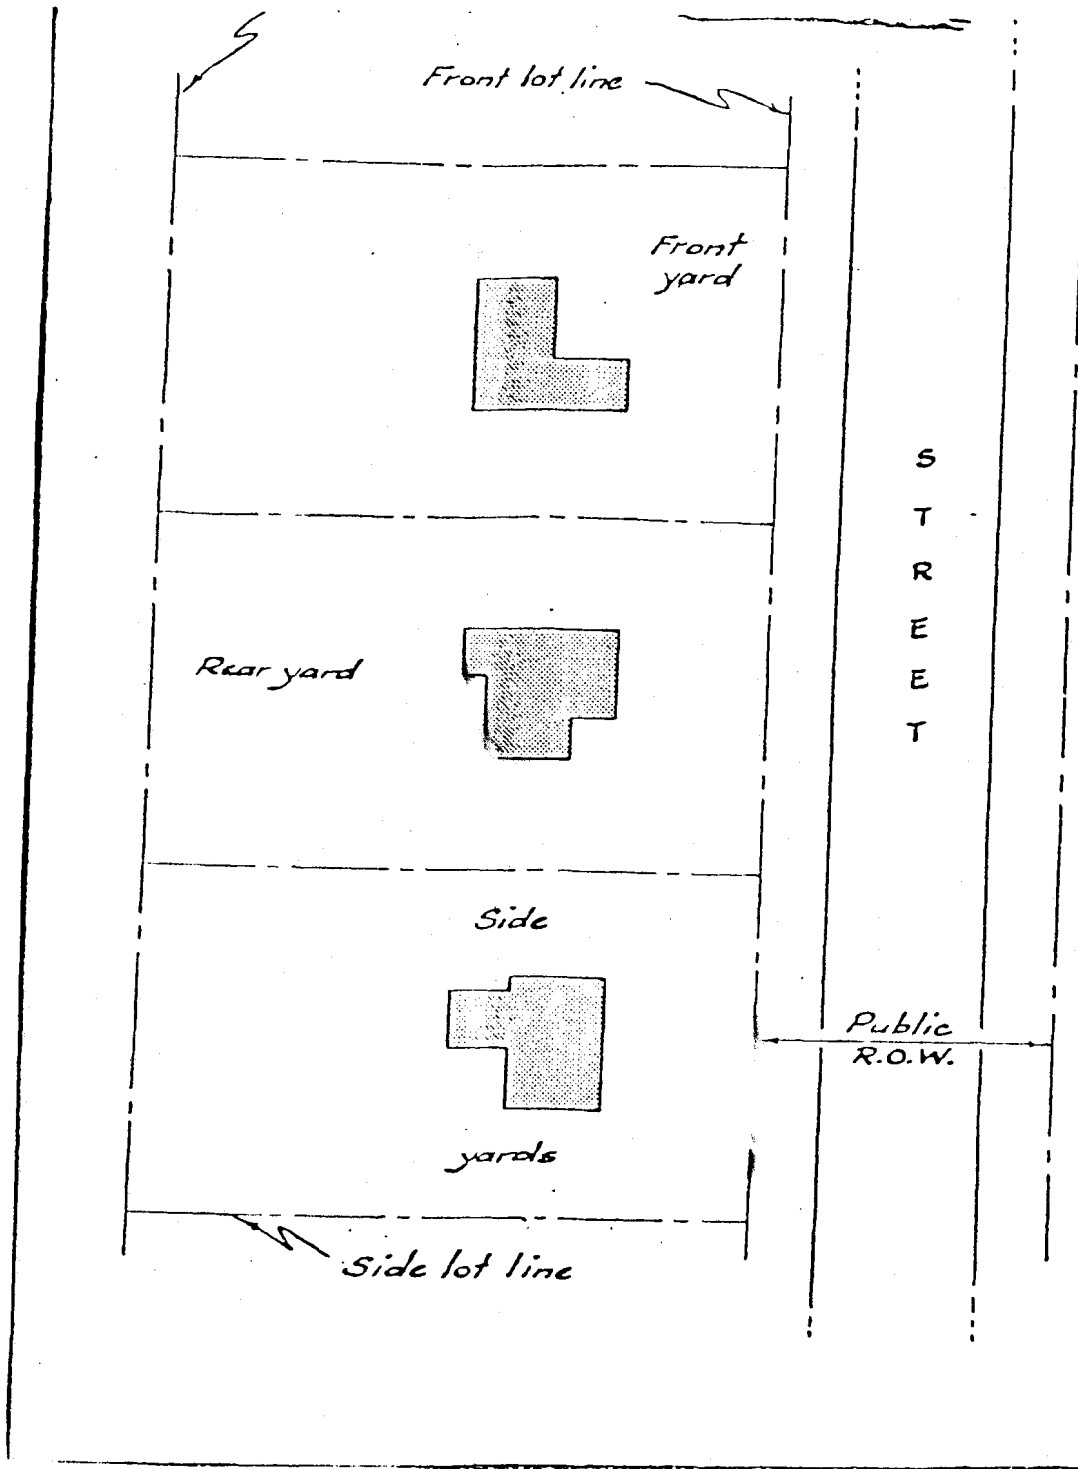 Front lot line
Front
yard
S
T
R
E
E
T
Rear yard
Side
Public
R.O.W.
yards
Side lot line